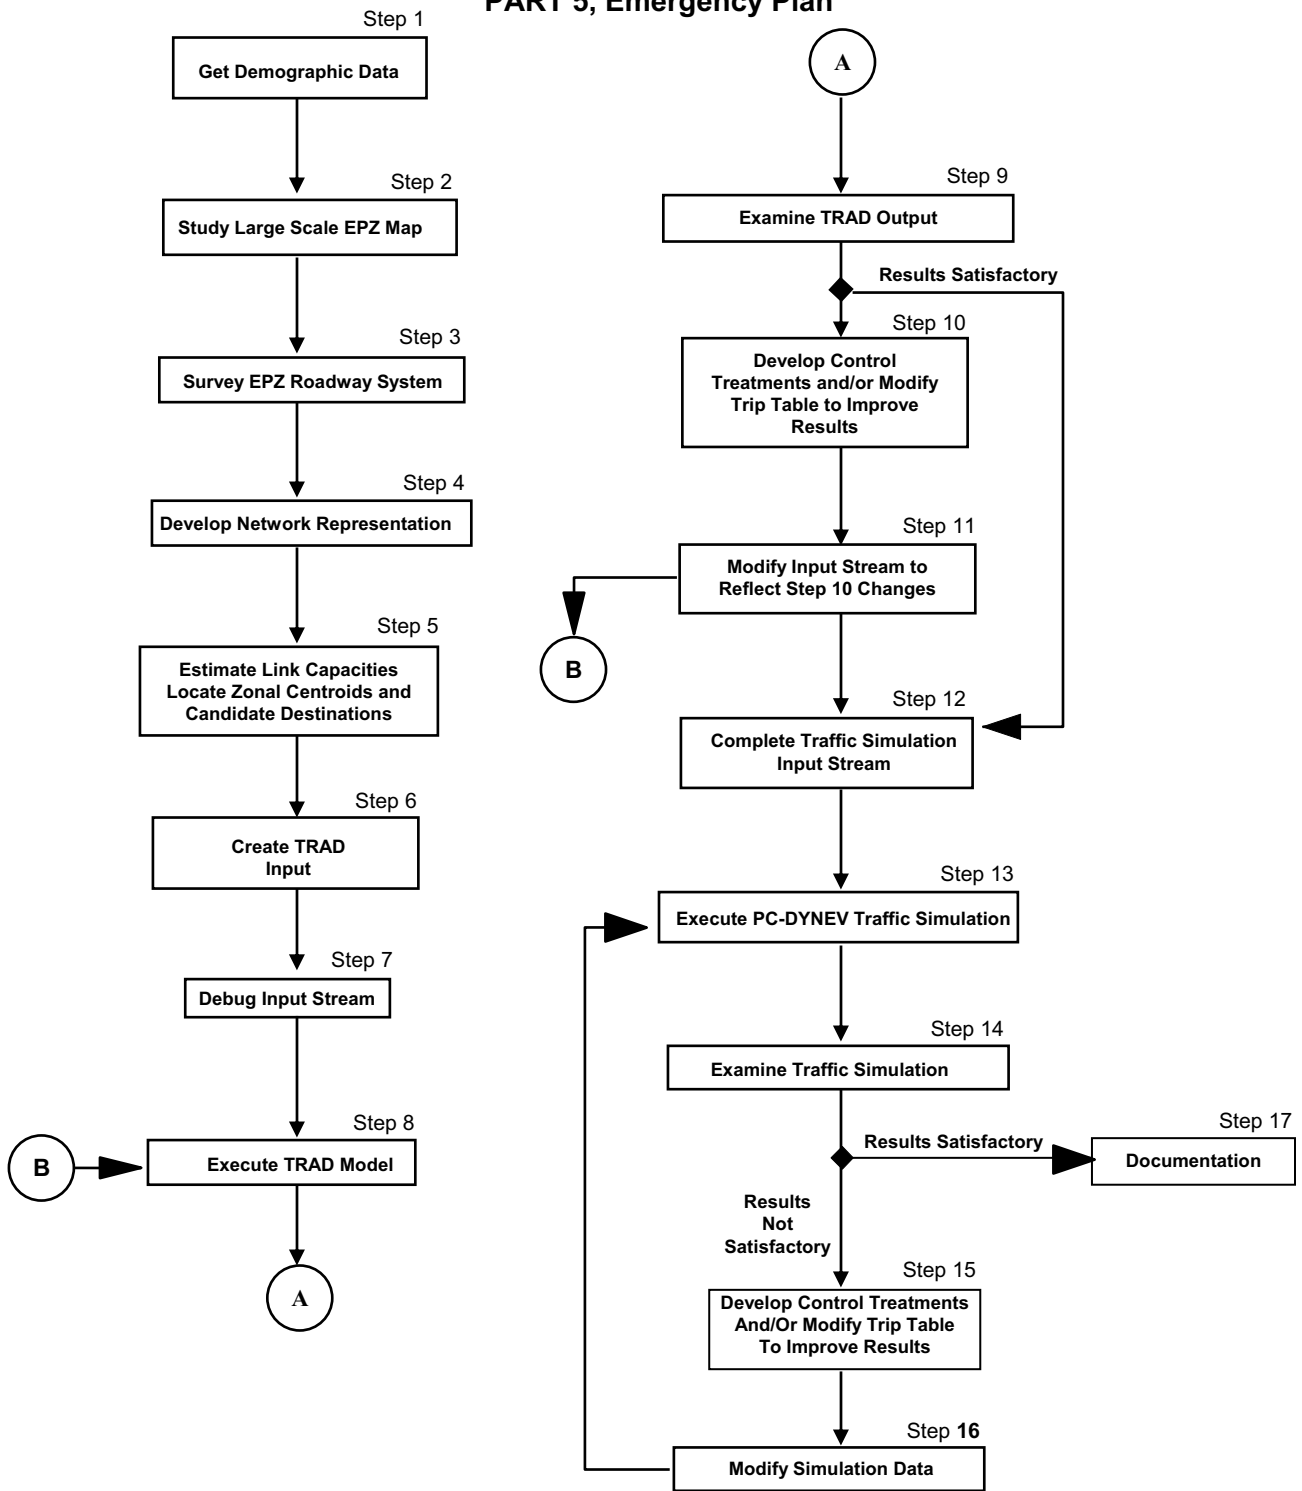 PART 5, Emergency Plan
Step 1
Get Demographic Data
Step 2
Study Large Scale EPZ Map
Step 3
Survey EPZ Roadway System
Step 4
Develop Network Representation
Step 5
Estimate Link Capacities
Locate Zonal Centroids and
Candidate Destinations
Step 6
Create TRAD
Input
Step 7
Debug Input Stream
Step 8
B
Execute TRAD Model
A
A
Step 9
Examine TRAD Output
Results Satisfactory
Step 10
Develop Control
Treatments and/or Modify
Trip Table to Improve
Results
Step 11
Modify Input Stream to
Reflect Step 10 Changes
B
Step 12
Complete Traffic Simulation
Input Stream
Step 13
Execute PC-DYNEV Traffic Simulation
Step 14
Examine Traffic Simulation
Results Satisfactory
Step 17
Documentation
Results
Not
Satisfactory
Step 15
Develop Control Treatments
And/Or Modify Trip Table
To Improve Results
Step 16
Modify Simulation Data